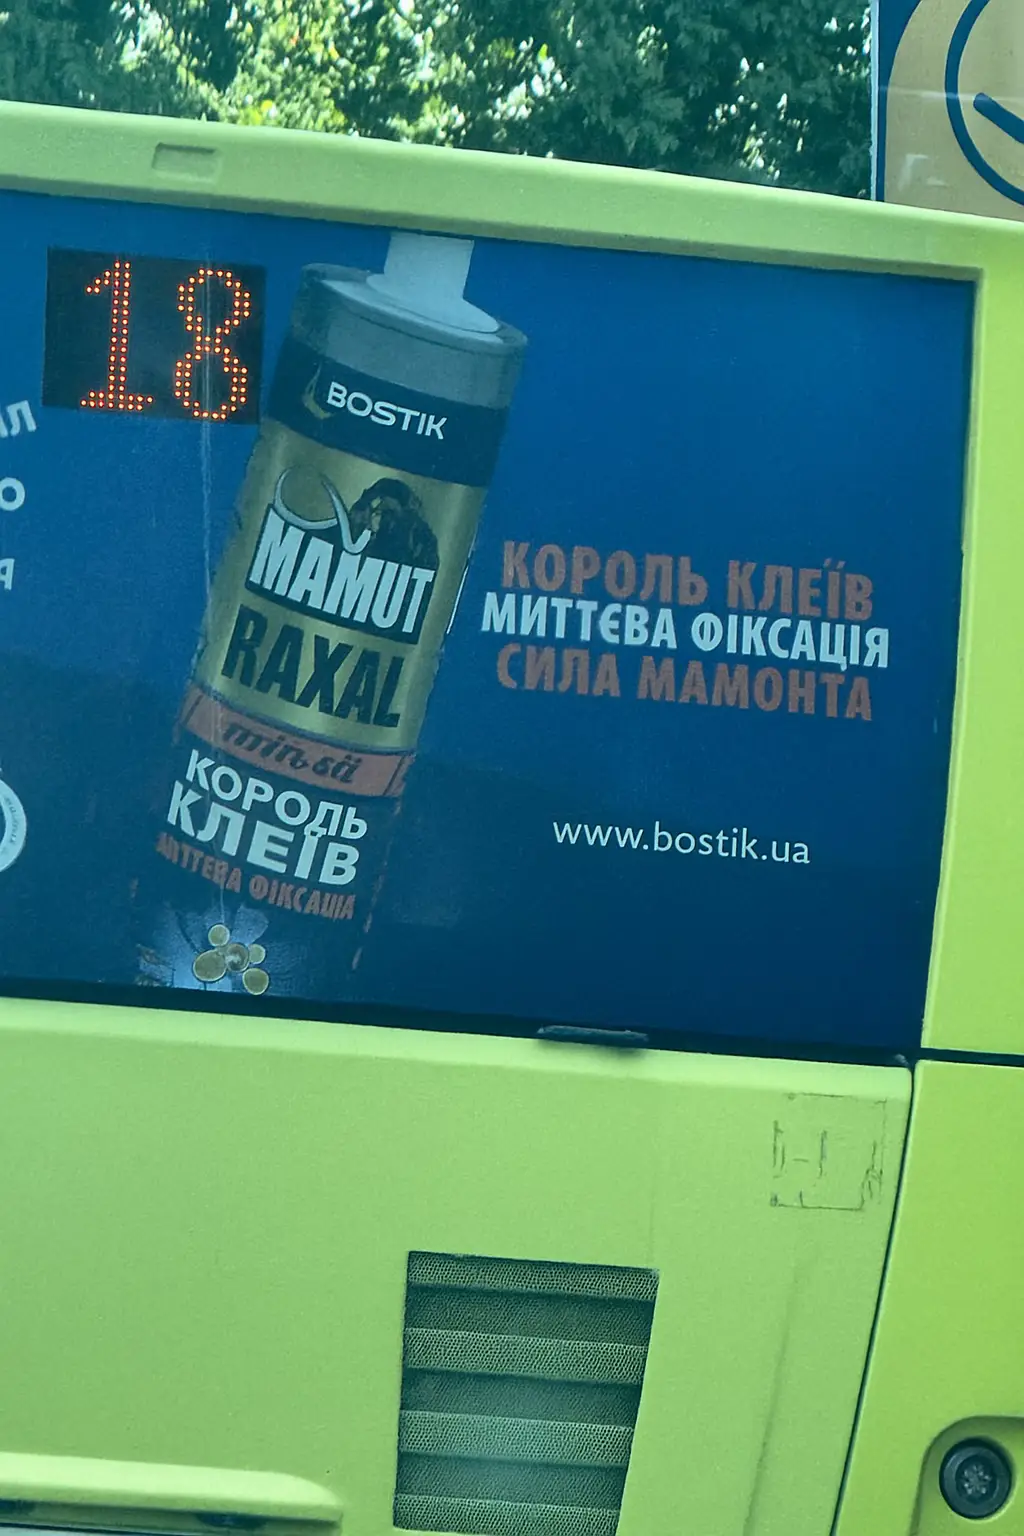 18
BOSTIK
MAMUT
RAXAL
КОРОЛЬ
КЛЕЇВ
МИТТЄВА ФІКСАЦІЯ
КОРОЛЬ КЛЕЇВ
МИТТЄВА ФІКСАЦІЯ
СИЛА МАМОНТА
www.bostik.ua